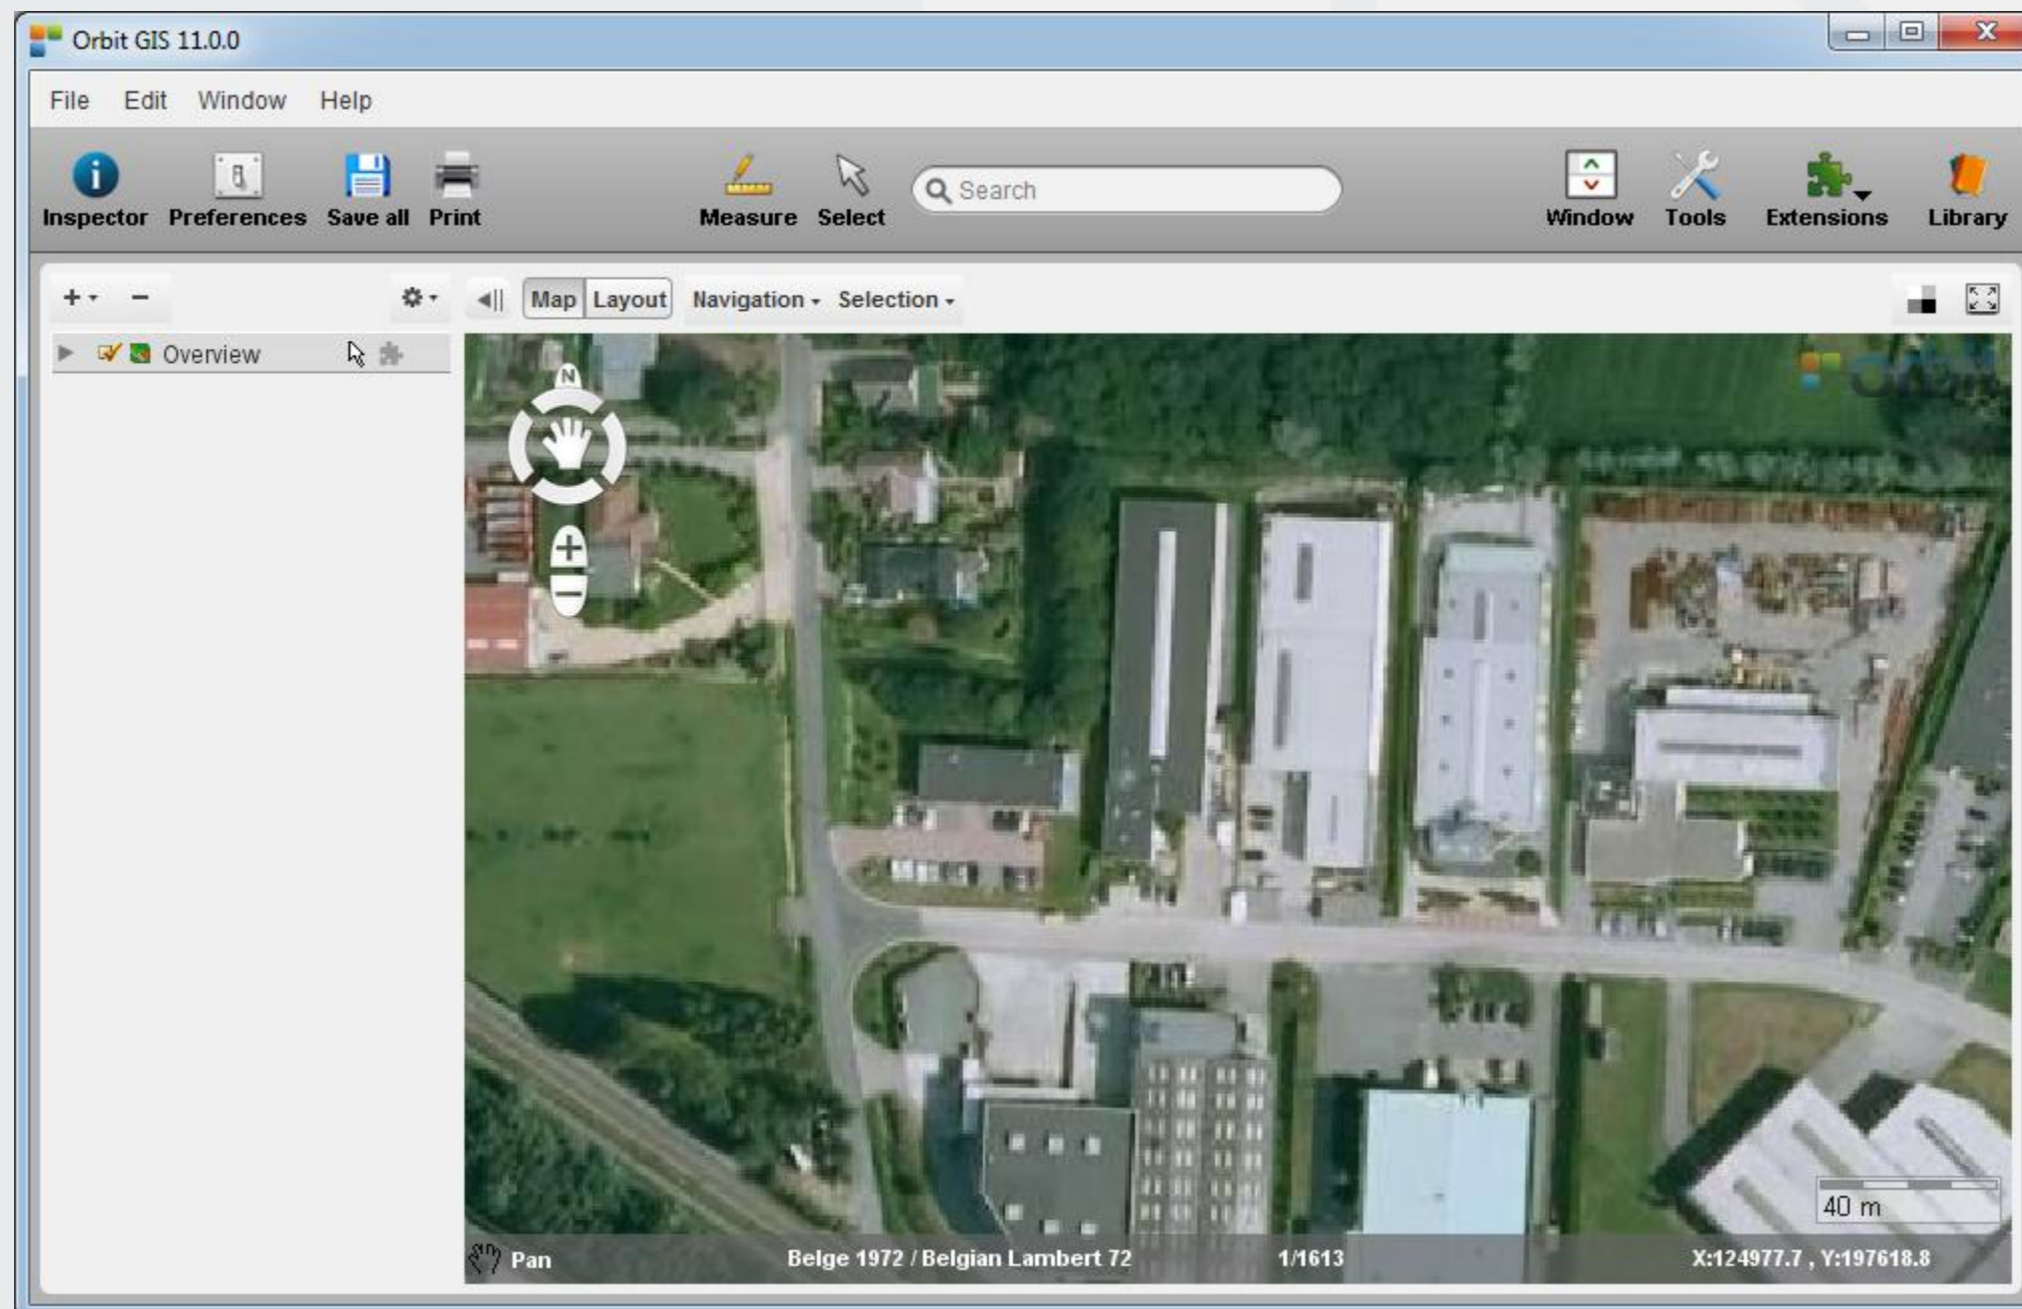 Orbit GIS 11.0.0
File Edit Window Help
Inspector Preferences Save all Print Measure Select Search Window Tools Extensions Library
Map Layout Navigation Selection
Overview
N
Orbit
40 m
Pan Belge 1972 / Belgian Lambert 72 1/1613 X:124977.7 , Y:197618.8